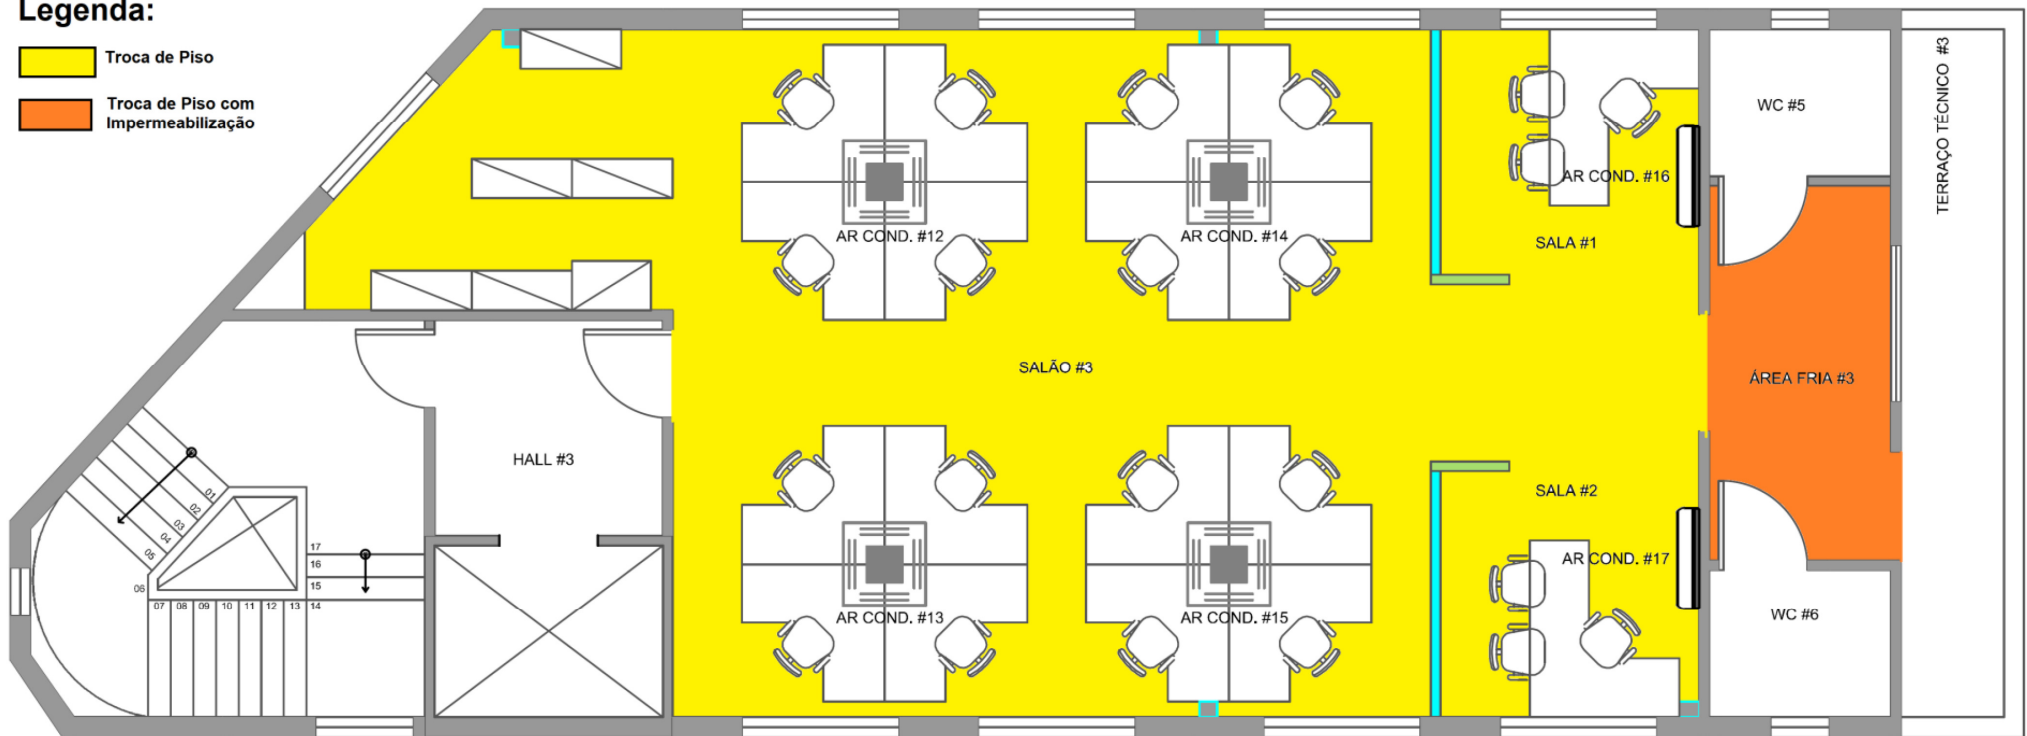 Legenda:
Troca de Piso
Troca de Piso com
Impermeabilização
AR COND. #12
AR COND. #14
AR COND. #16
SALA #1
WC #5
TERRAÇO TÉCNICO #3
SALÃO #3
ÁREA FRIA #3
HALL #3
SALA #2
AR COND. #17
AR COND. #13
AR COND. #15
WC #6
01
02
03
04
05
06
07
08
09
10
11
12
13
14
15
16
17